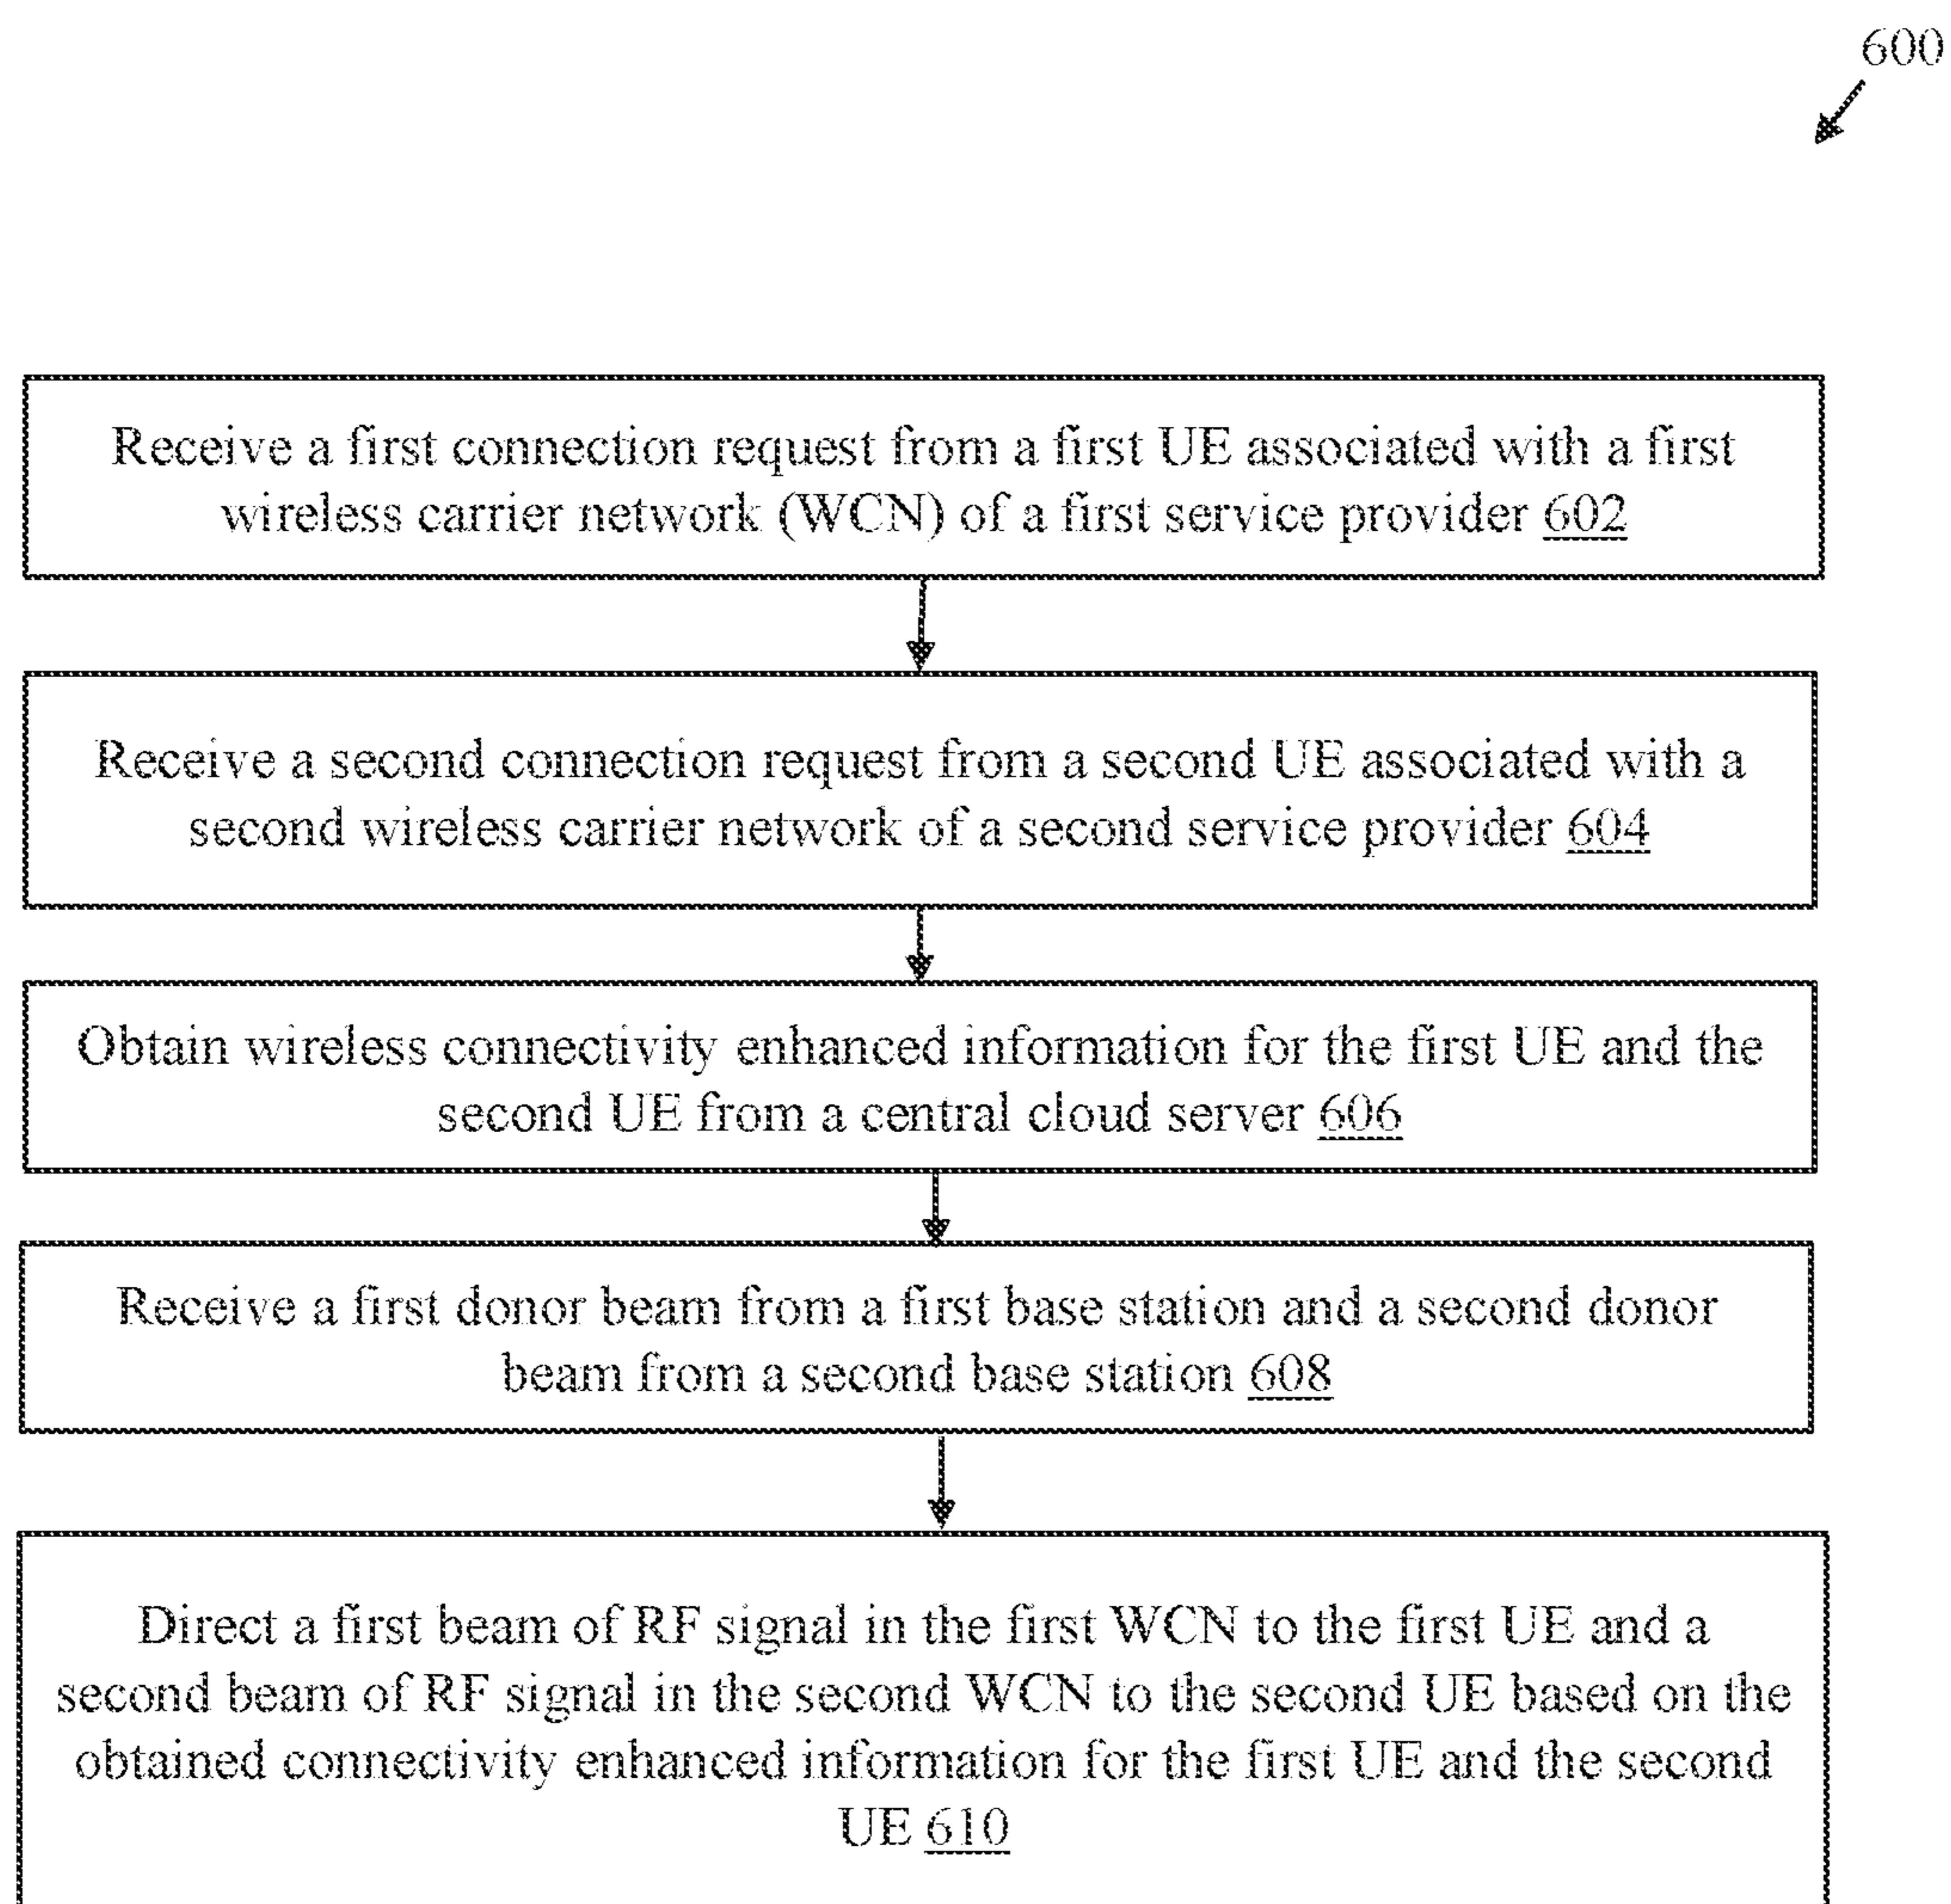 600
Receive a first connection request from a first UE associated with a first
wireless carrier network (WCN) of a first service provider 602
Receive a second connection request from a second UE associated with a
second wireless carrier network of a second service provider 604
Obtain wireless connectivity enhanced information for the first UE and the
second UE from a central cloud server 606
Receive a first donor beam from a first base station and a second donor
beam from a second base station 608
Direct a first beam of RF signal in the first WCN to the first UE and a
second beam of RF signal in the second WCN to the second UE based on the
obtained connectivity enhanced information for the first UE and the second
UE 610